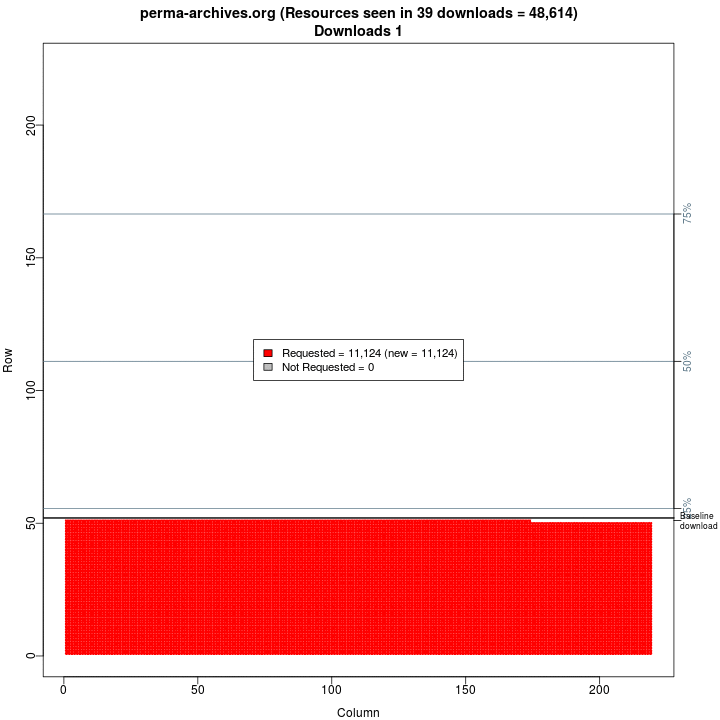 perma-archives.org (Resources seen in 39 downloads = 48,614)
Downloads 1
200
150
100
50
0
Row
75%
50%
Requested = 11,124 (new = 11,124)
Not Requested = 0
Baseline
download
0
50
100
150
200
Column